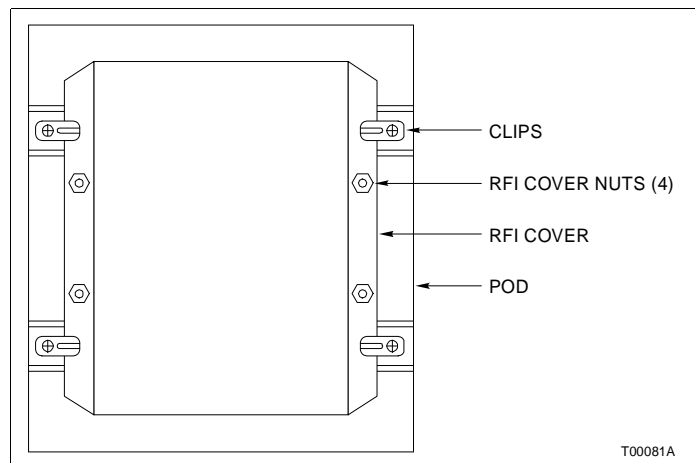 CLIPS
RFI COVER NUTS (4)
RFI COVER
POD
T00081A